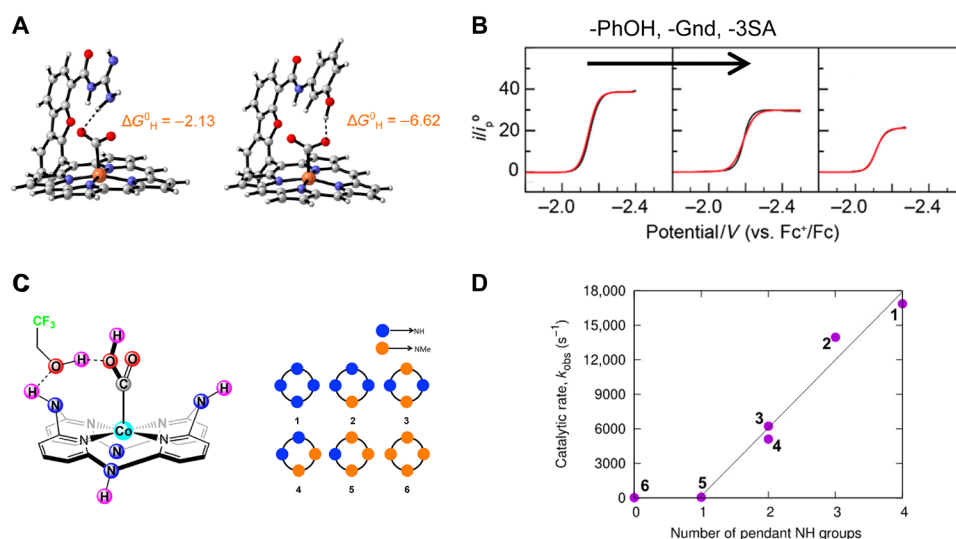 A
ΔG⁰H = −2.13
ΔG⁰H = −6.62
B
-PhOH, -Gnd, -3SA
i/ip⁰
40
20
0
−2.0 −2.4 −2.0 −2.4 −2.0 −2.4
Potential/V (vs. Fc⁺/Fc)
C
CF₃
H
O
O
H
O
C
H
N
N
H
N
N
Co
N
N
N
N
H
NH
NMe
1 2 3
4 5 6
D
Catalytic rate, kobs (s⁻¹)
18,000
15,000
12,000
9000
6000
3000
0
1
2
3
4
5
6
0 1 2 3 4
Number of pendant NH groups